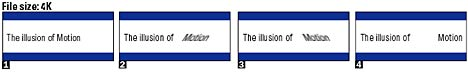 File size: 4K
The illusion of Motion
The illusion of Motion
The illusion of Motion
The illusion of Motion
1
2
3
4